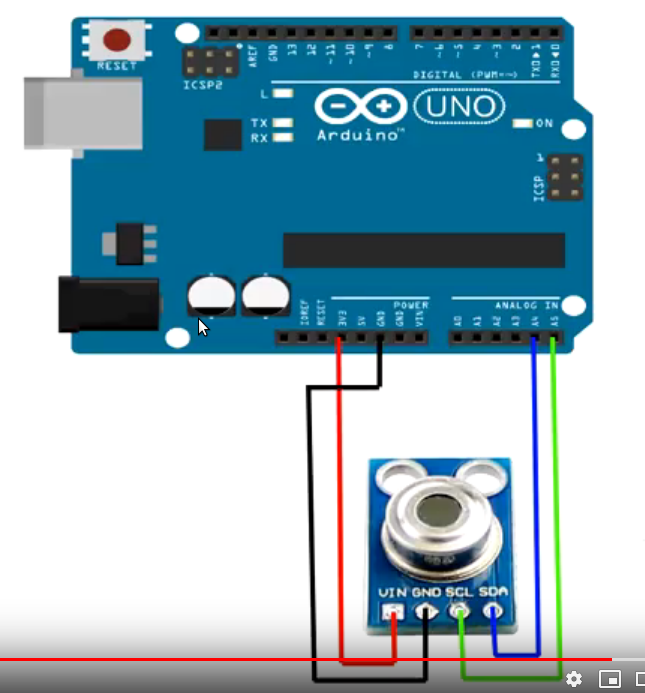 RESET
ICSP2
AREF
GND
13
12
~11
~10
~9
8
7
~6
~5
4
~3
2
TXD▶1
RXD◀0
DIGITAL (PWM=~)
L
TX
RX
UNO
Arduino™
ON
1
ICSP
POWER
ANALOG IN
IOREF
RESET
3V3
5V
GND
GND
VIN
A0
A1
A2
A3
A4
A5
VIN GND SCL SDA